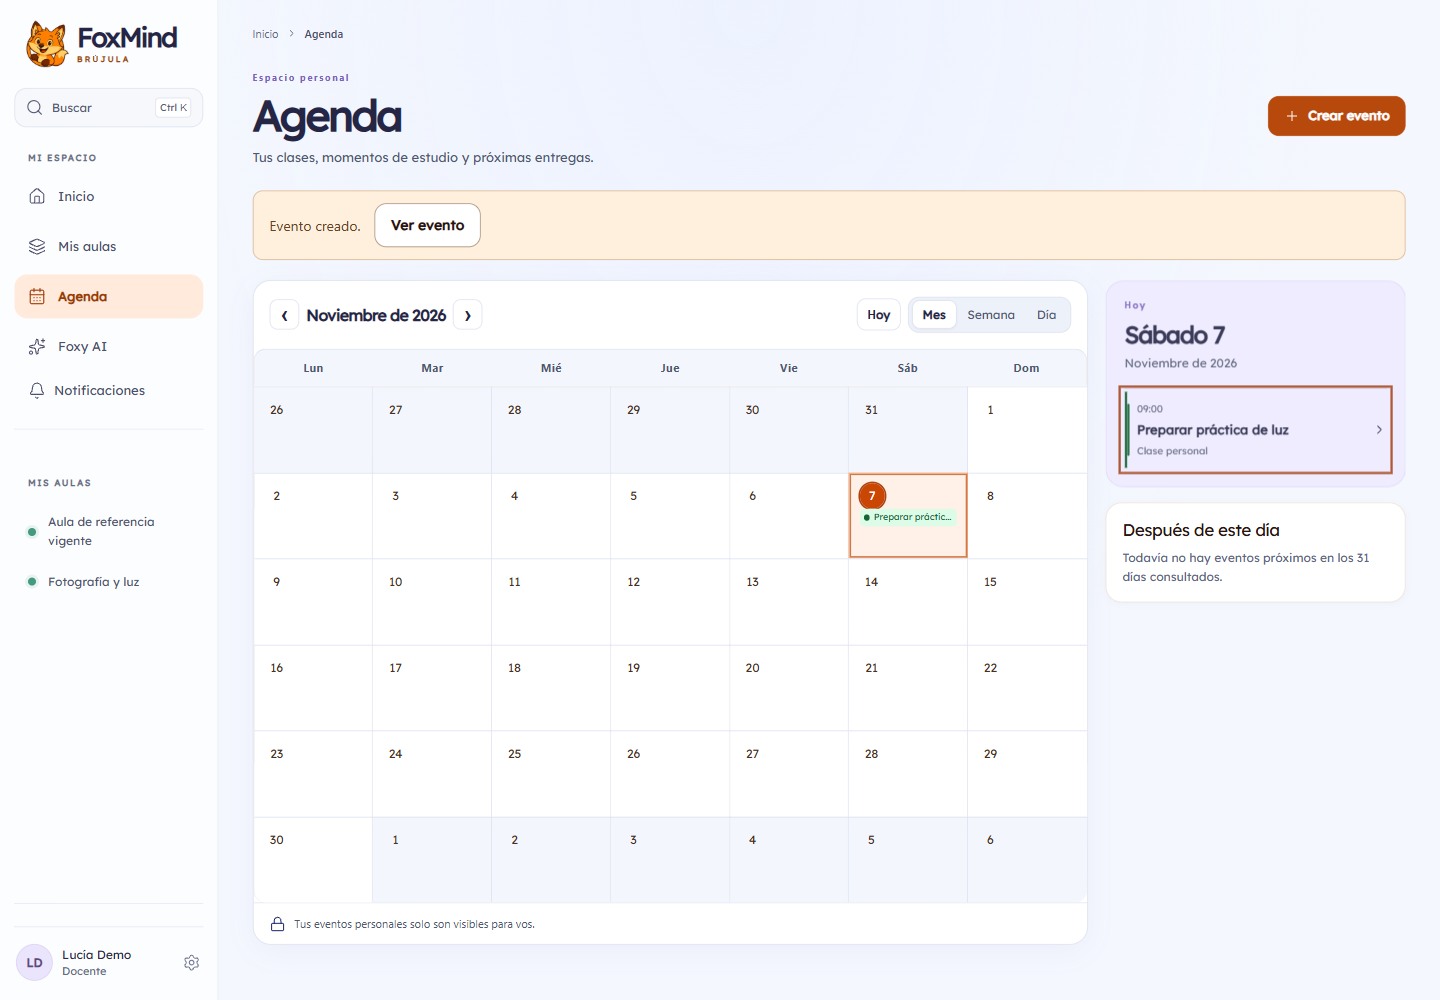 FoxMind
BRÚJULA
Buscar
Ctrl K
MI ESPACIO
Inicio
Mis aulas
Agenda
Foxy AI
Notificaciones
MIS AULAS
Aula de referencia
vigente
Fotografía y luz
LD
Lucía Demo
Docente
Inicio > Agenda
Espacio personal
Agenda
Tus clases, momentos de estudio y próximas entregas.
+ Crear evento
Evento creado.
Ver evento
‹ Noviembre de 2026 ›
Hoy
Mes
Semana
Día
Lun Mar Mié Jue Vie Sáb Dom
26 27 28 29 30 31 1
2 3 4 5 6 7 8
Preparar práctic...
9 10 11 12 13 14 15
16 17 18 19 20 21 22
23 24 25 26 27 28 29
30 1 2 3 4 5 6
Tus eventos personales solo son visibles para vos.
Hoy
Sábado 7
Noviembre de 2026
09:00
Preparar práctica de luz
Clase personal
Después de este día
Todavía no hay eventos próximos en los 31
días consultados.